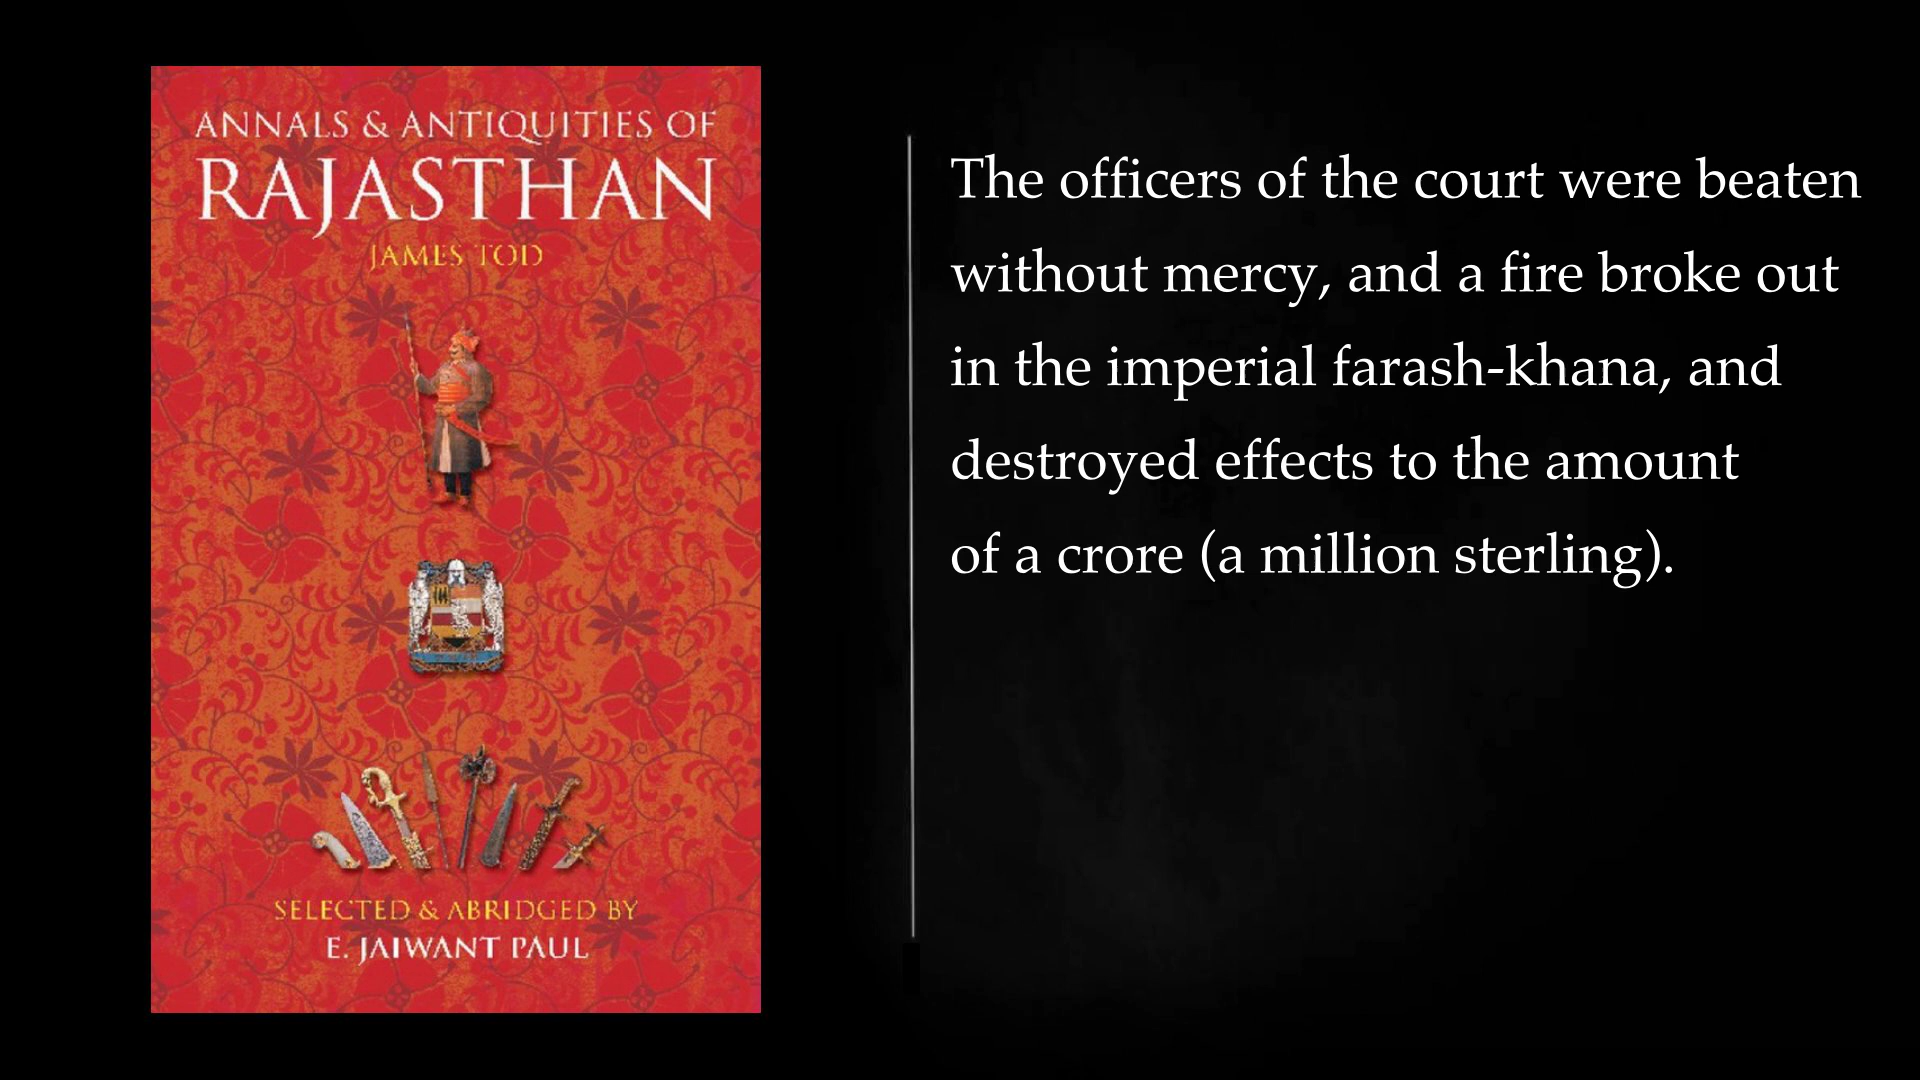 ANNALS & ANTIQUITIES OF
RAJASTHAN
JAMES TOD
SELECTED & ABRIDGED BY
E. JAIWANT PAUL
The officers of the court were beaten
without mercy, and a fire broke out
in the imperial farash-khana, and
destroyed effects to the amount
of a crore (a million sterling).